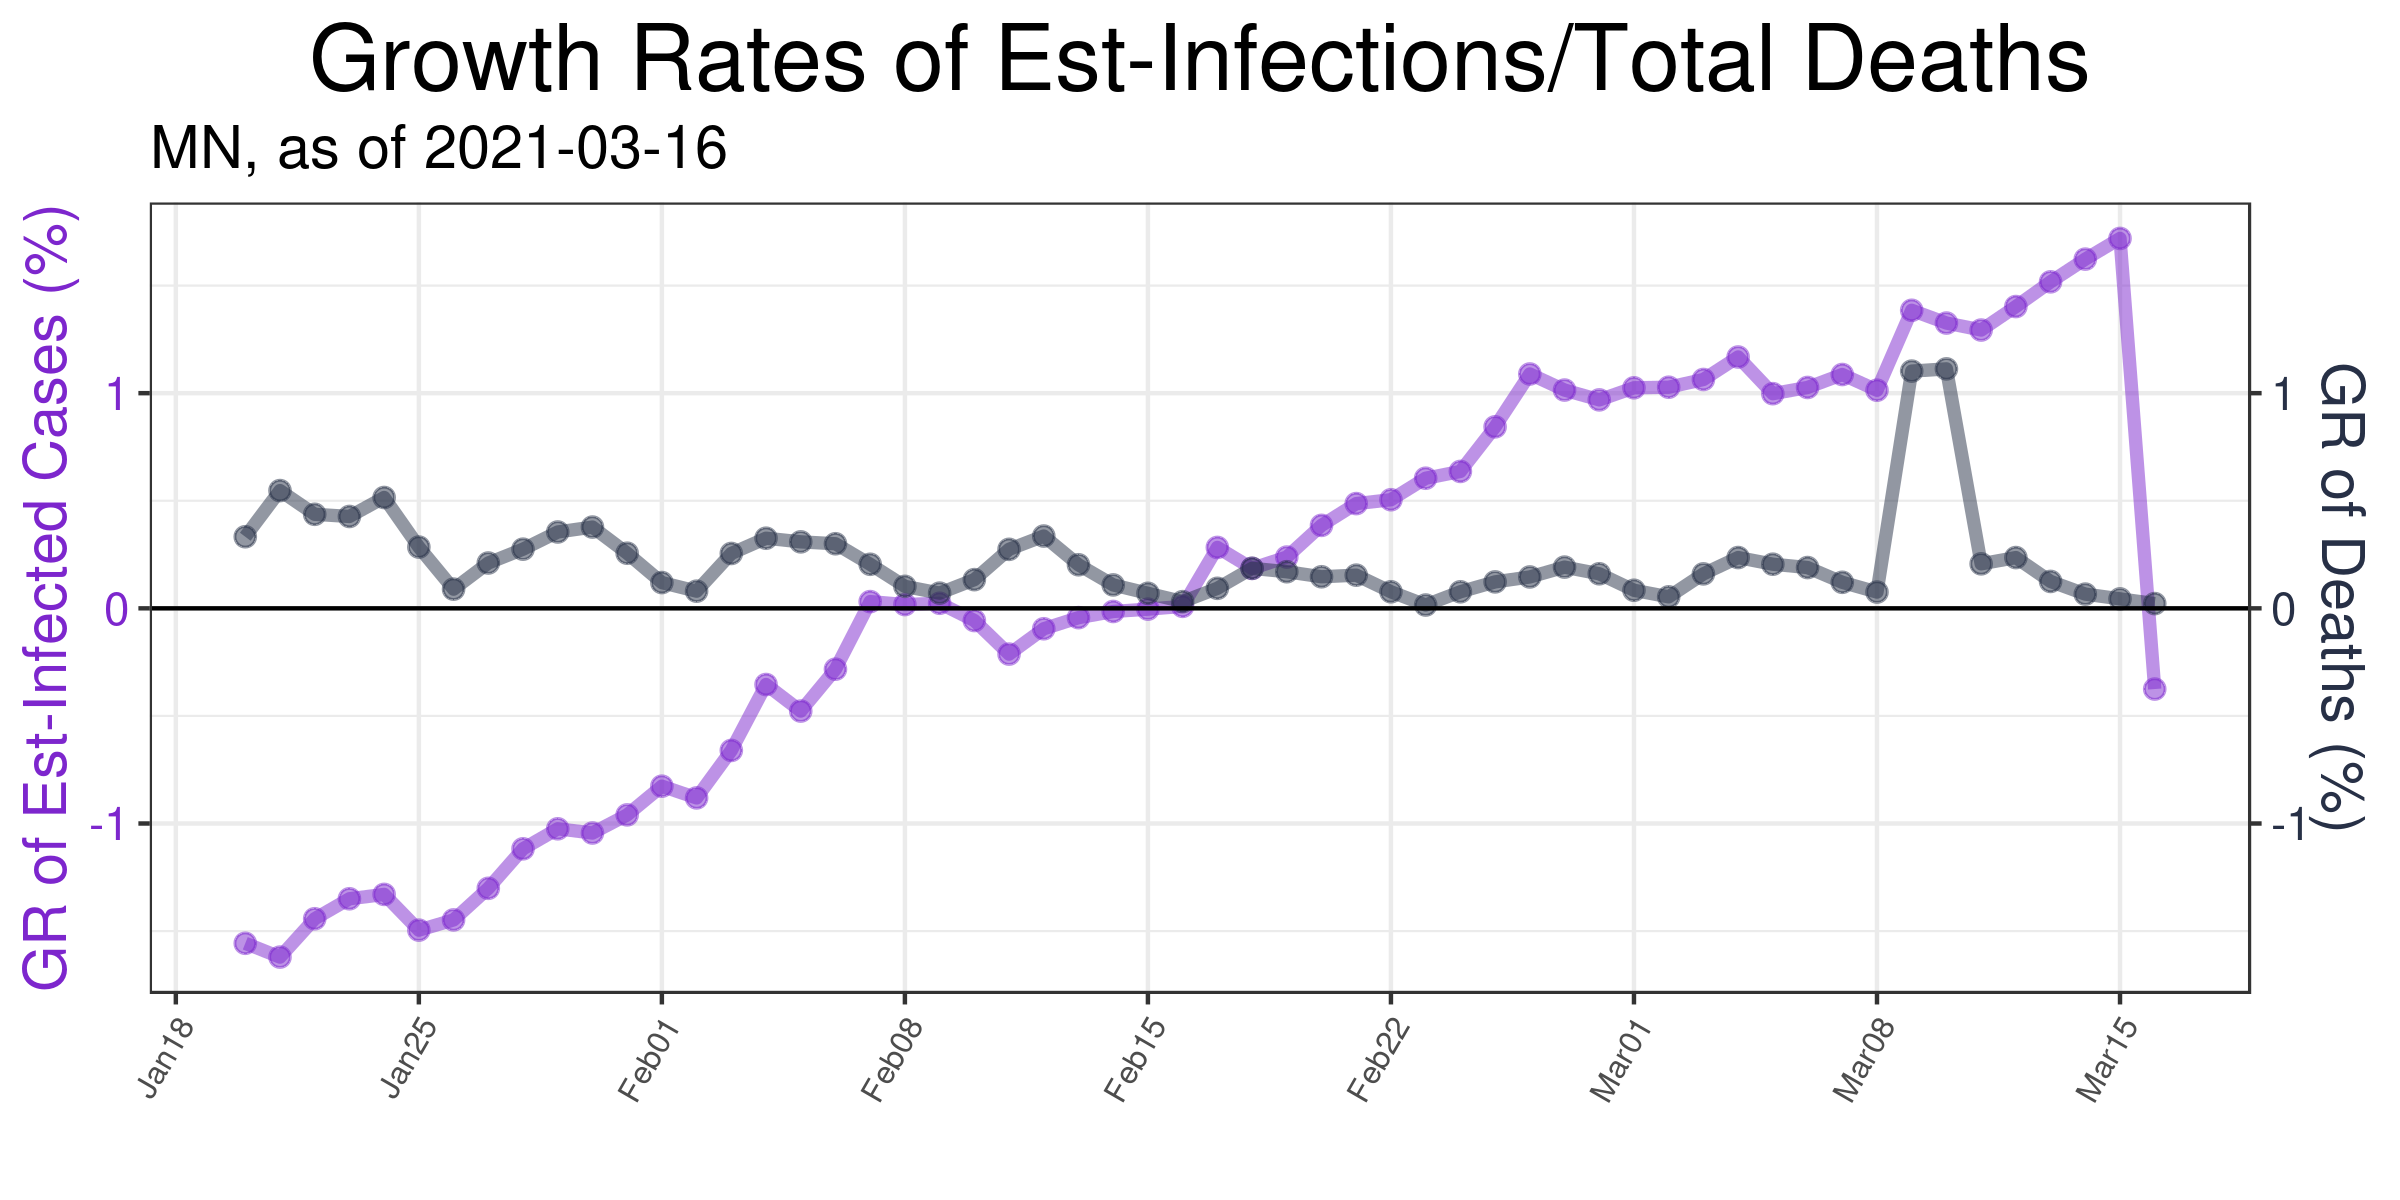 Growth Rates of Est-Infections/Total Deaths
MN, as of 2021-03-16
GR of Est-Infected Cases (%)
1
0
-1
GR of Deaths (%)
1
0
-1
Jan18
Jan25
Feb01
Feb08
Feb15
Feb22
Mar01
Mar08
Mar15